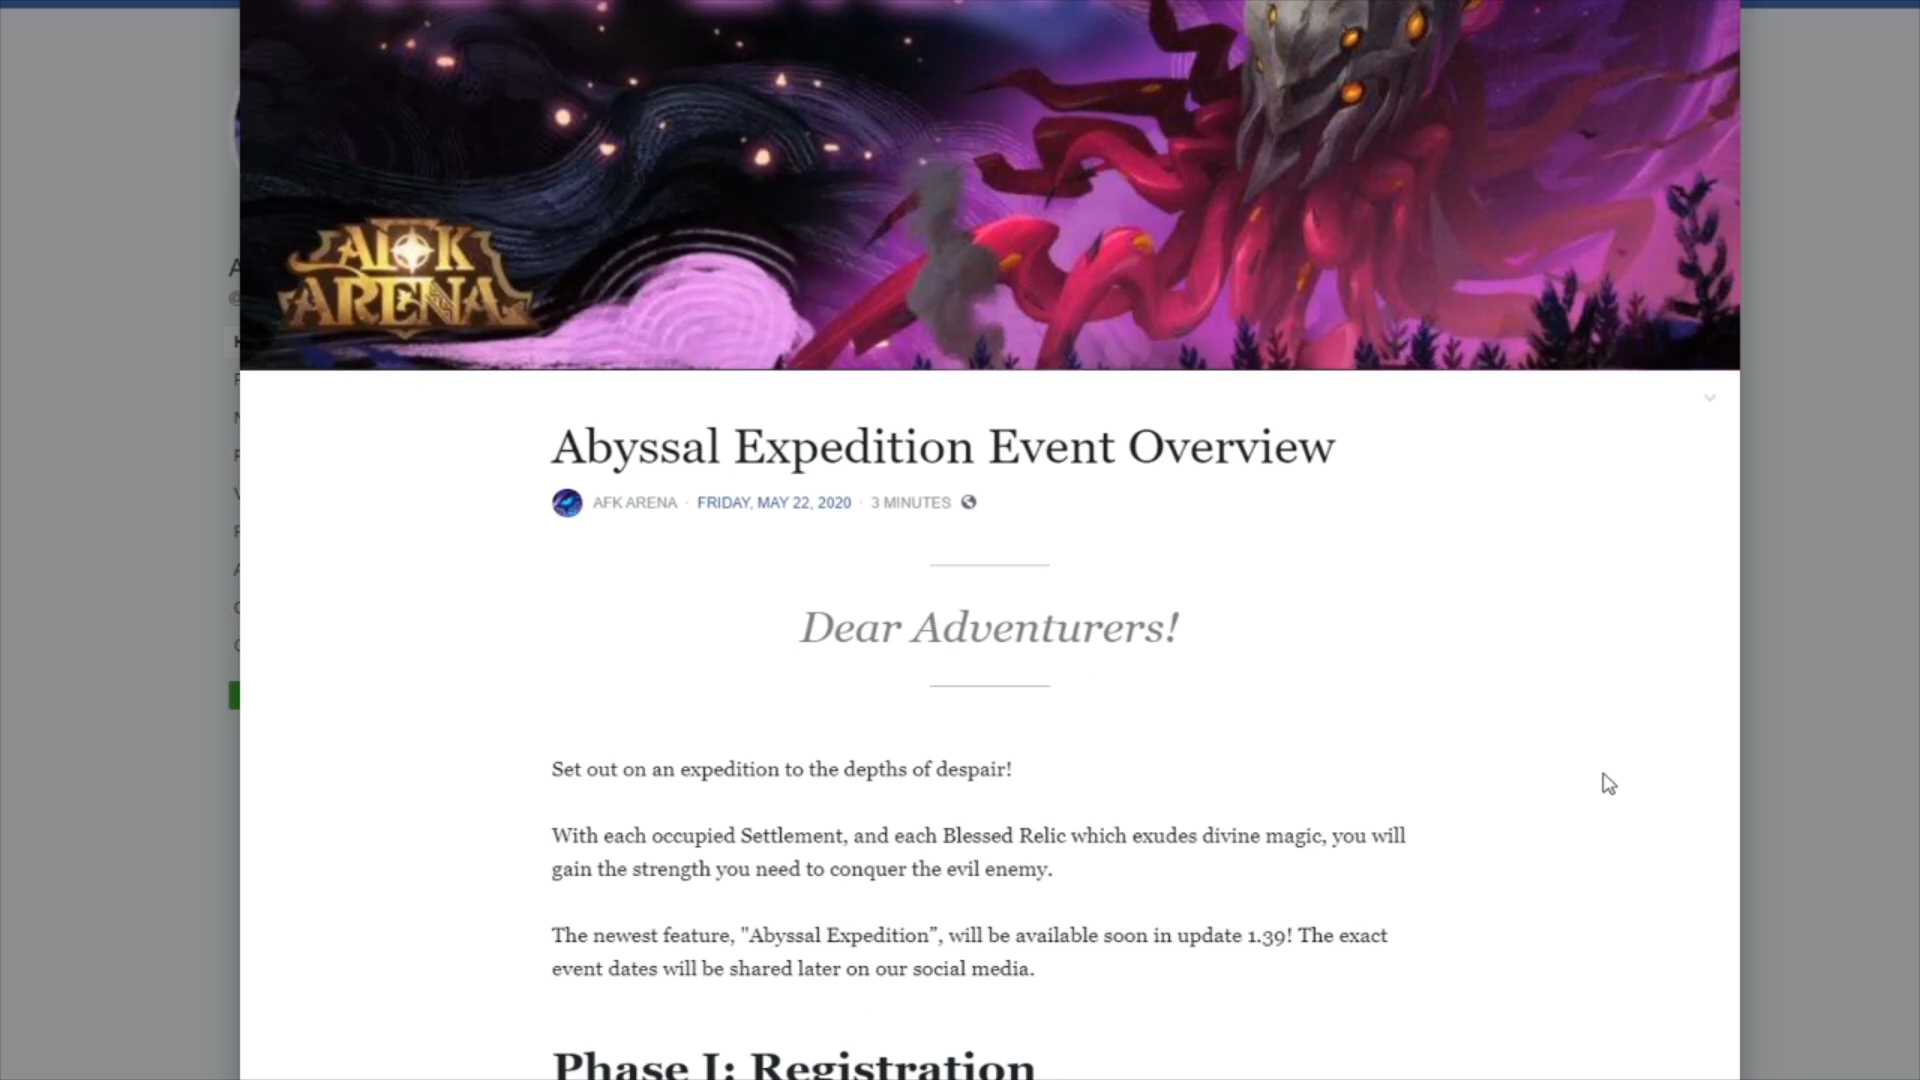 AFK
ARENA
Abyssal Expedition Event Overview
AFK ARENA · FRIDAY, MAY 22, 2020 · 3 MINUTES
Dear Adventurers!
Set out on an expedition to the depths of despair!
With each occupied Settlement, and each Blessed Relic which exudes divine magic, you will
gain the strength you need to conquer the evil enemy.
The newest feature, "Abyssal Expedition”, will be available soon in update 1.39! The exact
event dates will be shared later on our social media.
Phase I: Registration